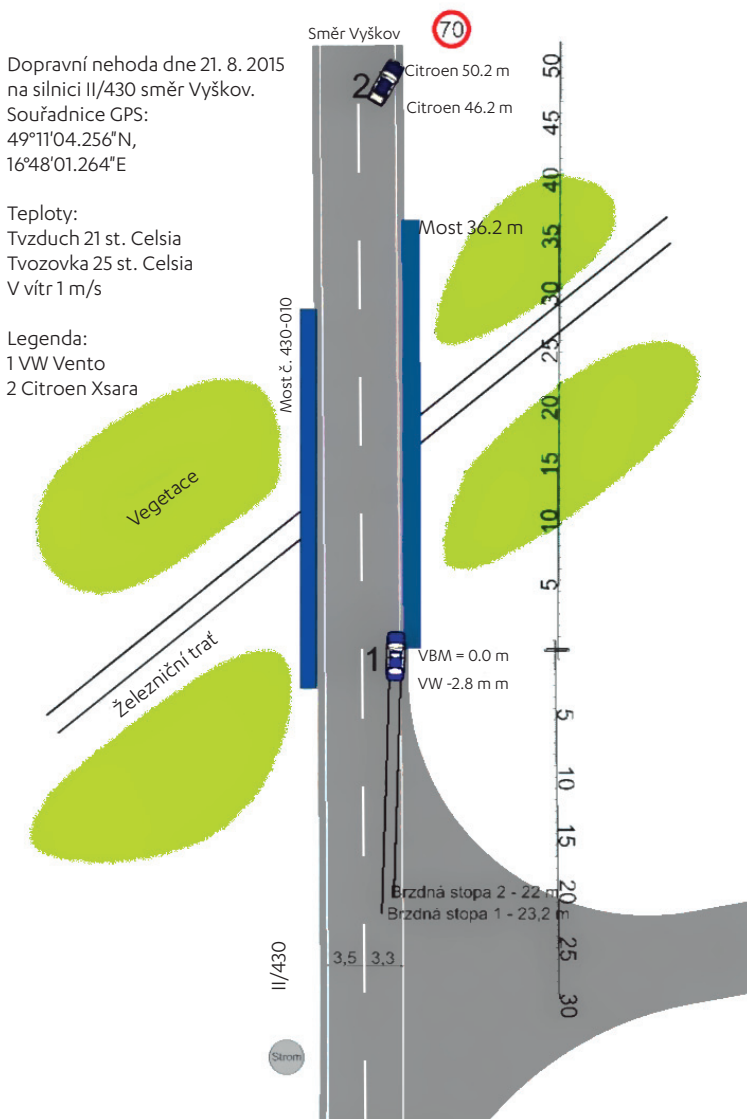 Směr Vyškov
70
Dopravní nehoda dne 21. 8. 2015
na silnici II/430 směr Vyškov.
Souřadnice GPS:
49°11'04.256"N,
16°48'01.264"E
Teploty:
Tvzduch 21 st. Celsia
Tvozovka 25 st. Celsia
V vítr 1 m/s
Legenda:
1 VW Vento
2 Citroen Xsara
2
Citroen 50.2 m
Citroen 46.2 m
Most 36.2 m
Most č. 430-010
Vegetace
Železniční trať
1
VBM = 0.0 m
VW -2.8 m m
Brzdná stopa 2 - 22 m
Brzdná stopa 1 - 23,2 m
3,5
3,3
II/430
Strom
50
45
40
35
30
25
20
15
10
5
5
10
15
20
25
30